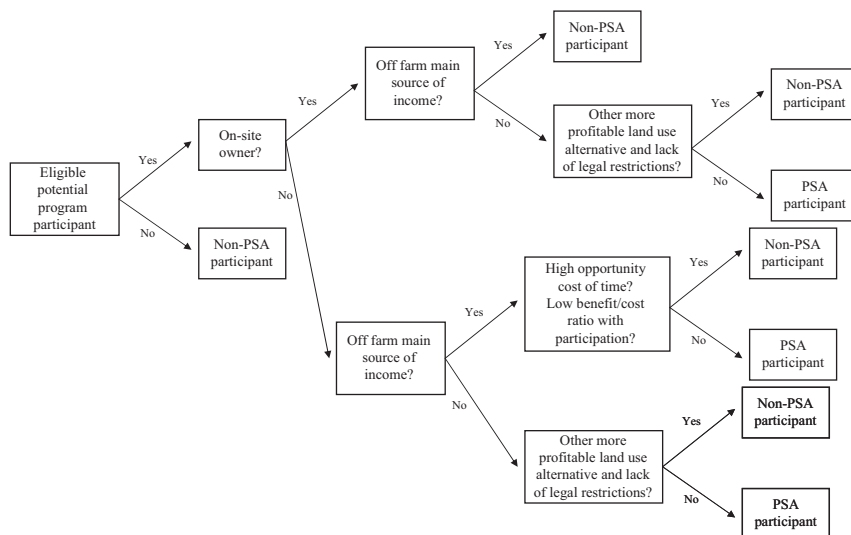 Eligible
potential
program
participant
Yes
No
On-site
owner?
Non-PSA
participant
Yes
No
Off farm main
source of
income?
Yes
No
Non-PSA
participant
Other more
profitable land use
alternative and lack
of legal restrictions?
Yes
No
Non-PSA
participant
PSA
participant
Off farm main
source of
income?
Yes
No
High opportunity
cost of time?
Low benefit/cost
ratio with
participation?
Yes
No
Non-PSA
participant
PSA
participant
Other more
profitable land use
alternative and lack
of legal restrictions?
Yes
No
Non-PSA
participant
PSA
participant